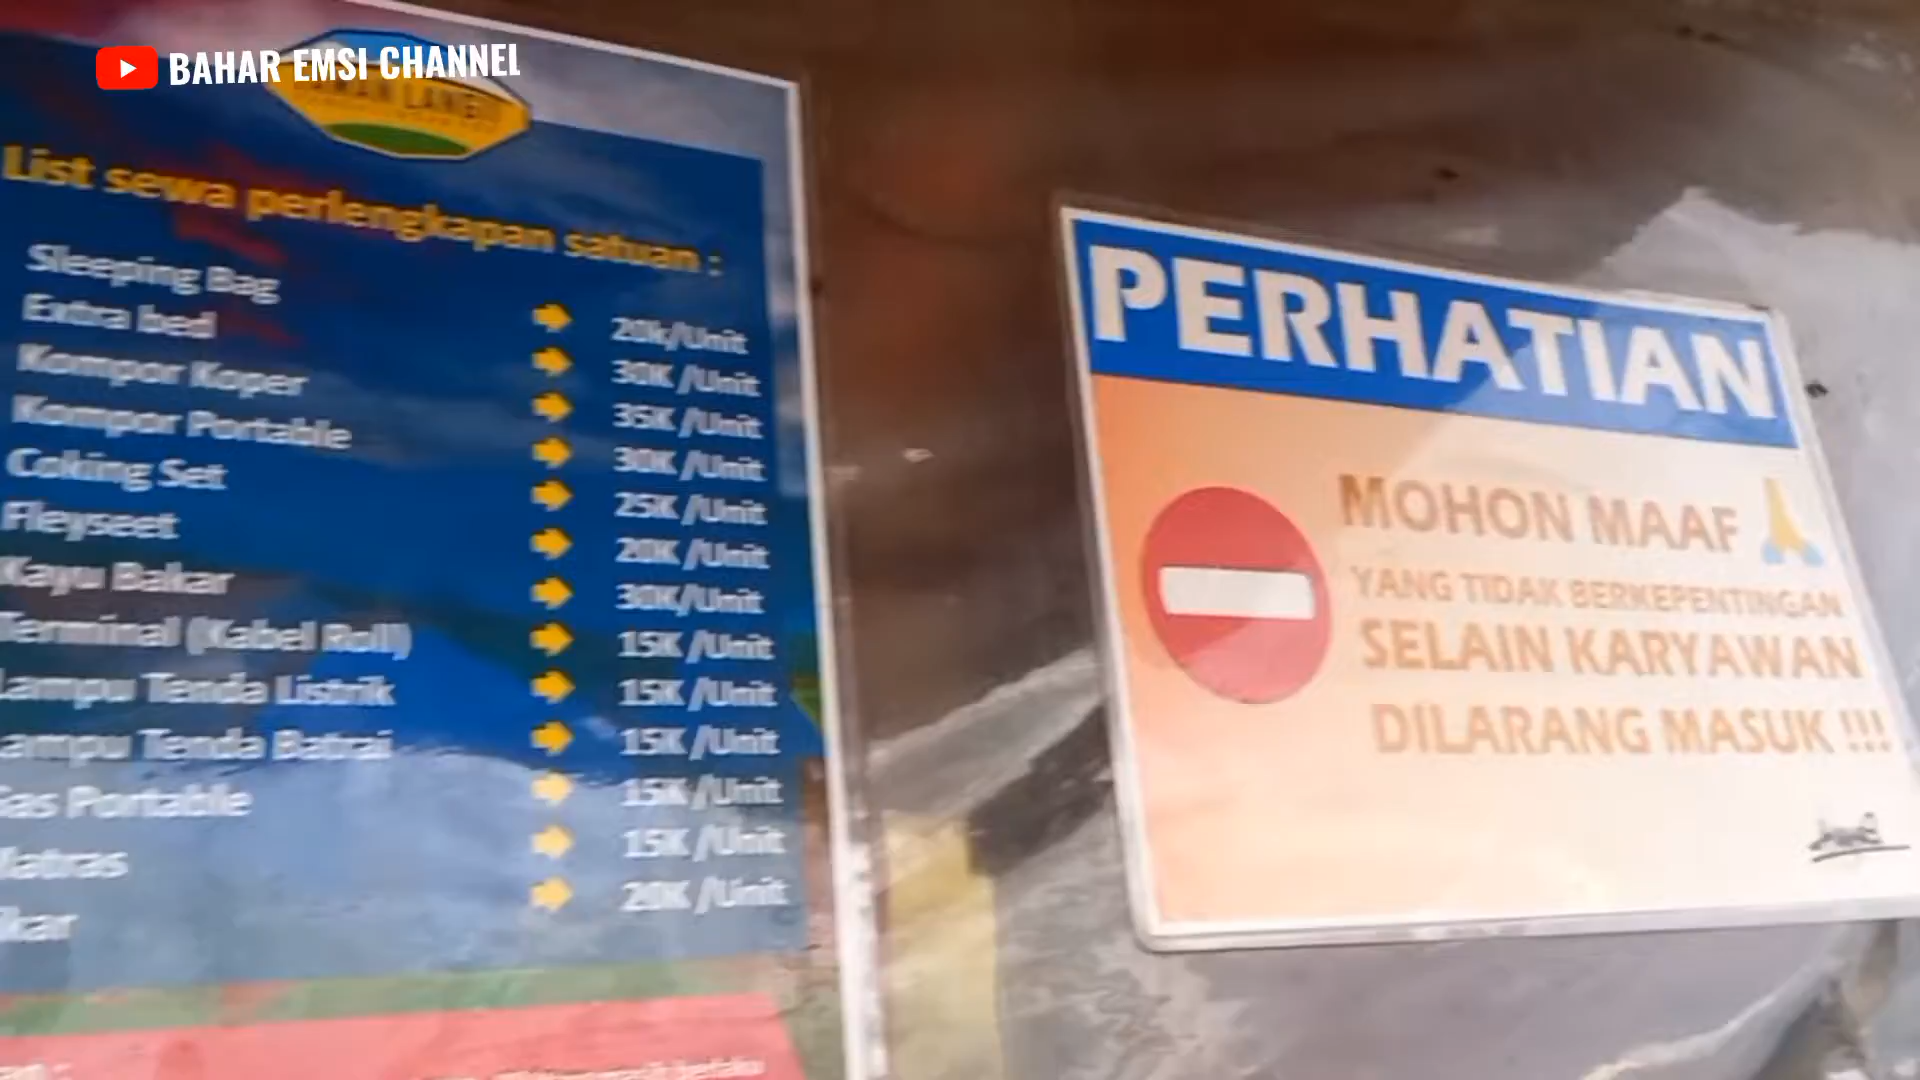 BAHAR EMSI CHANNEL
List sewa perlengkapan satuan :
Sleeping Bag 20k/Unit
Extra bed 30K /Unit
Kompor Koper 35K /Unit
Kompor Portable 30K /Unit
Coking Set 25K /Unit
Fleyseet 20K /Unit
Kayu Bakar 30K/Unit
Terminal (Kabel Roll) 15K /Unit
Lampu Tenda Listrik 15K /Unit
ampu Tenda Batrai 15K /Unit
Gas Portable 15K /Unit
Matras 15K /Unit
kar 20K /Unit
PERHATIAN
MOHON MAAF 🙏
YANG TIDAK BERKEPENTINGAN
SELAIN KARYAWAN
DILARANG MASUK !!!